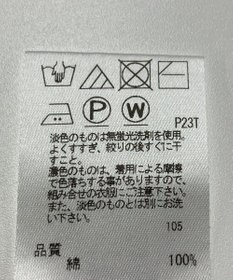 P
W
P23T
淡色のものは無蛍光洗剤を使用。
よくすすぎ、絞りの後すぐに干
すこと。
濃色のものは、着用による摩擦
で色落ちする事がありますので、
組み合せの衣服にご注意下さい。
また、淡色のものとは別にお洗
い下さい。
105
品質
綿 100%